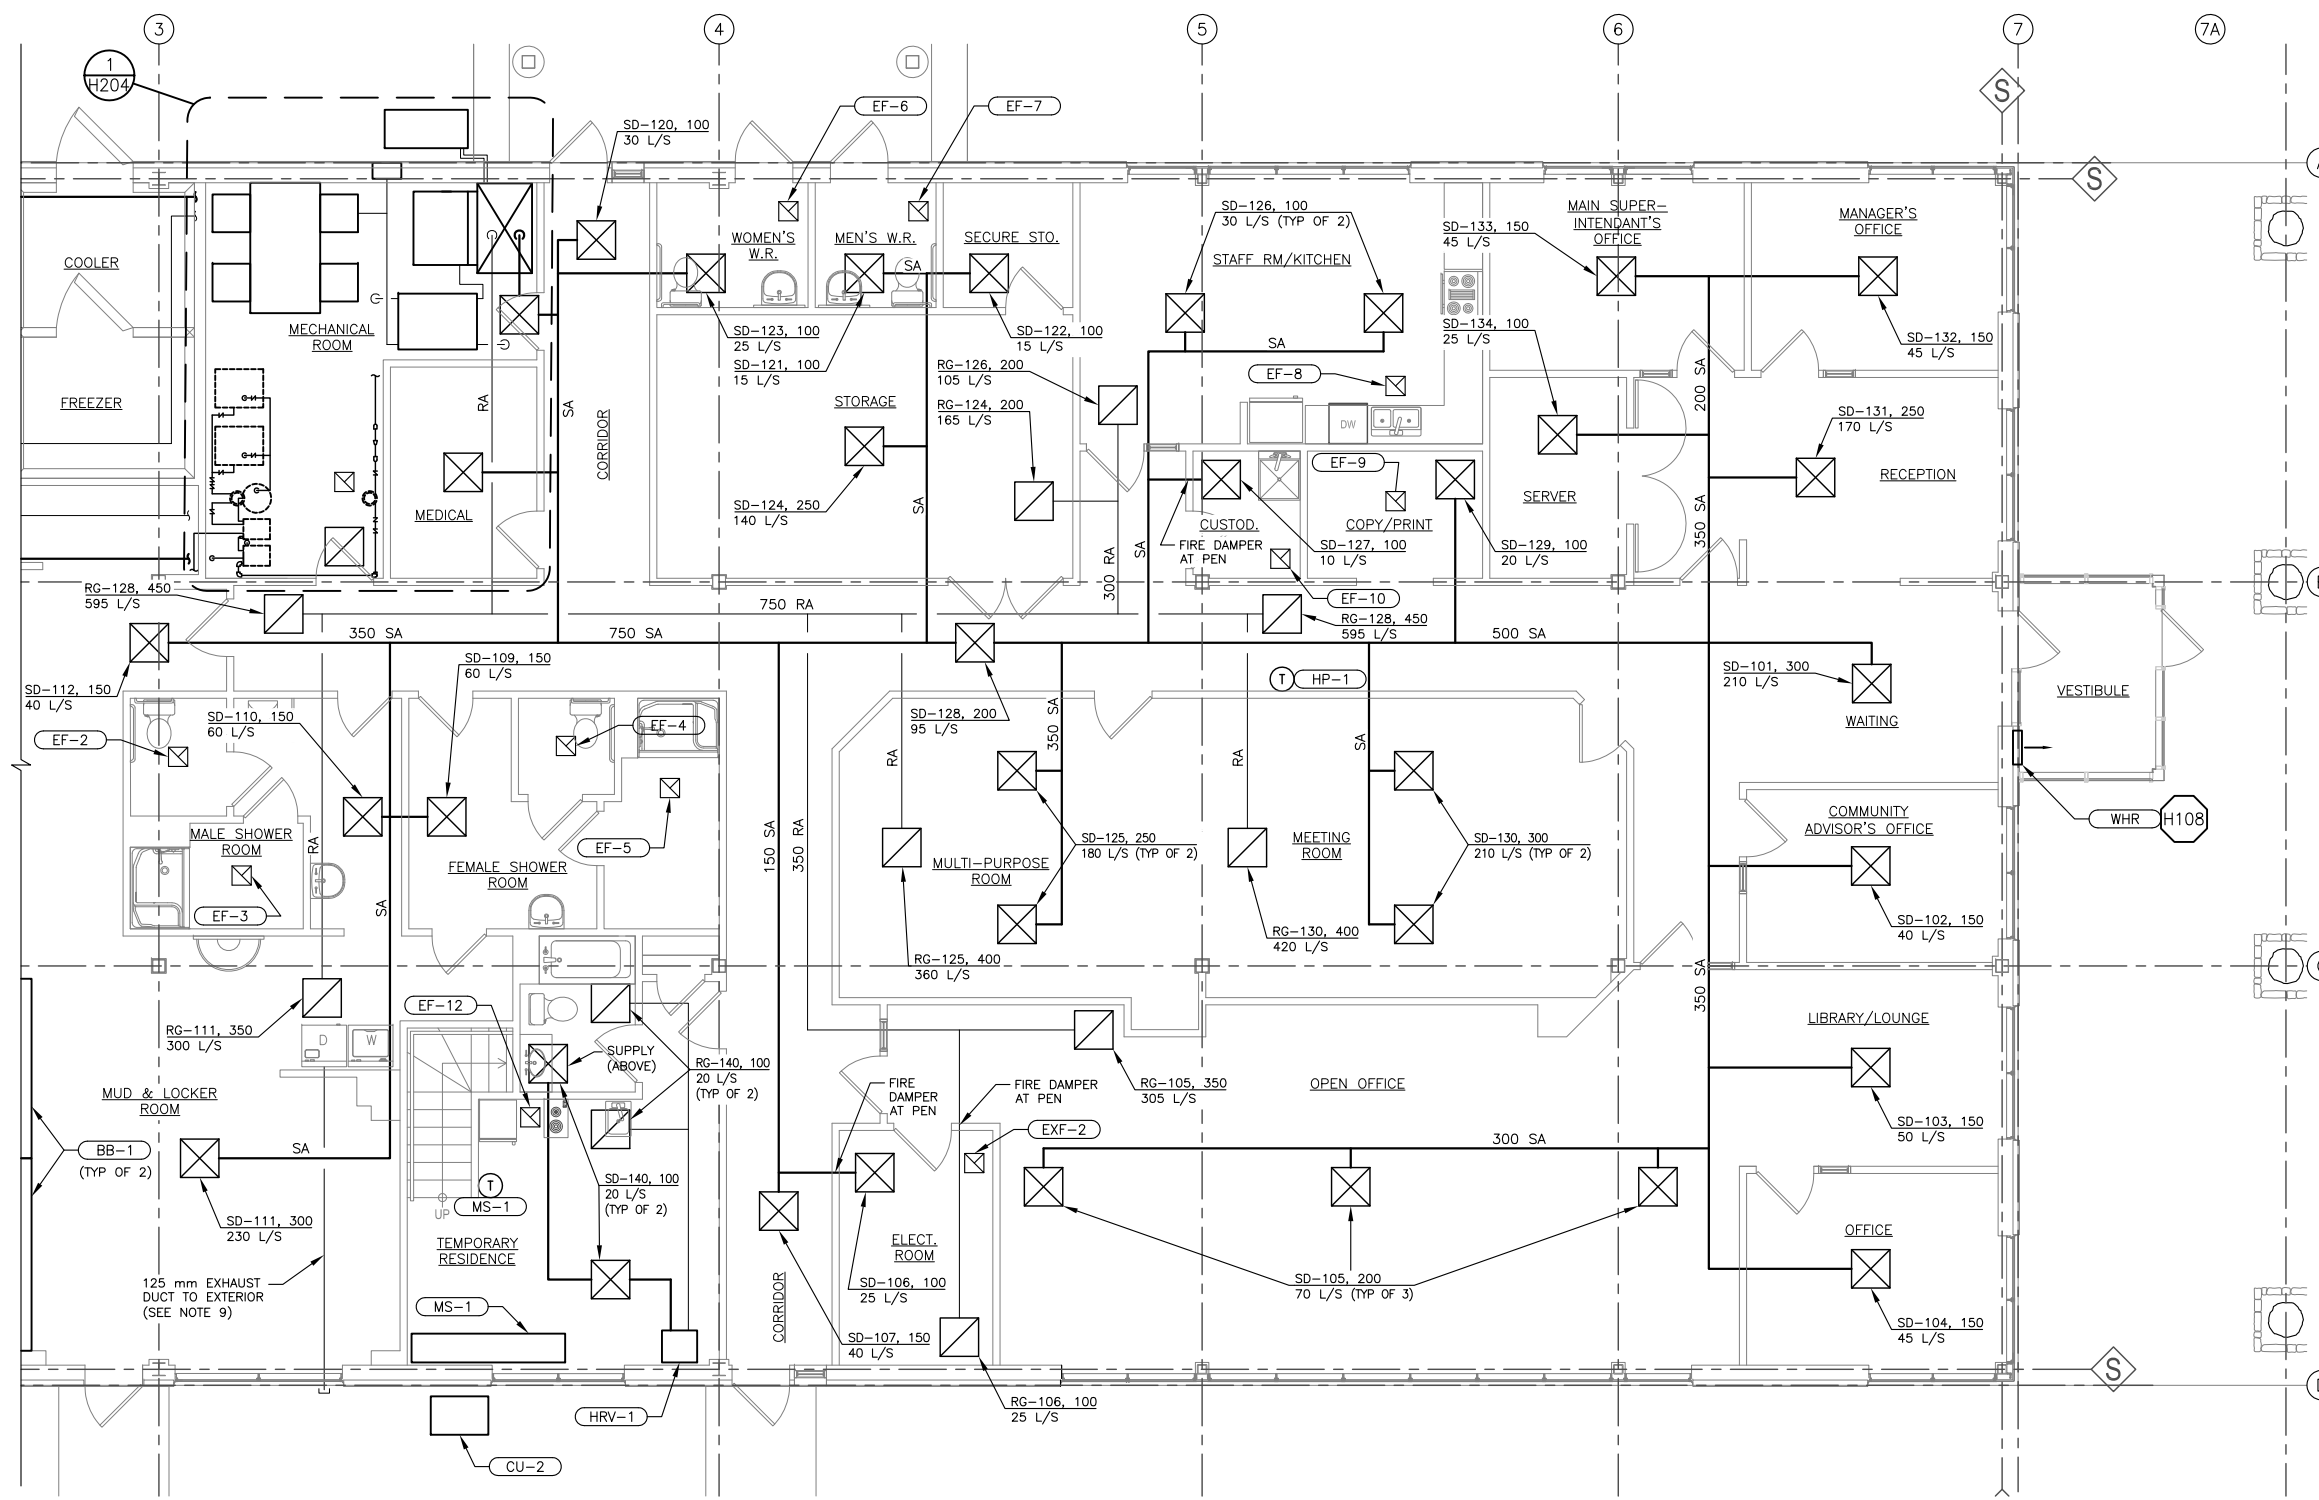 3
4
5
6
7
7A
1
H204
S
EF-6
EF-7
SD-120, 100
30 L/S
S
COOLER
FREEZER
MECHANICAL
ROOM
WOMEN'S
W.R.
MEN'S W.R.
SECURE STO.
SA
SD-126, 100
30 L/S (TYP OF 2)
STAFF RM/KITCHEN
MAIN SUPER-
INTENDANT'S
OFFICE
MANAGER'S
OFFICE
SD-133, 150
45 L/S
SD-123, 100
25 L/S
SD-121, 100
15 L/S
SD-122, 100
15 L/S
SD-134, 100
25 L/S
SD-132, 150
45 L/S
SA
RG-126, 200
105 L/S
RG-124, 200
165 L/S
EF-8
DW
200 SA
RA
SA
CORRIDOR
STORAGE
SD-131, 250
170 L/S
RECEPTION
SD-124, 250
140 L/S
SA
EF-9
SERVER
MEDICAL
CUSTOD.
COPY/PRINT
350 SA
SA
FIRE DAMPER
AT PEN
SD-127, 100
10 L/S
SD-129, 100
20 L/S
300 RA
RG-128, 450
595 L/S
750 RA
EF-10
RG-128, 450
595 L/S
350 SA
750 SA
500 SA
SD-112, 150
40 L/S
SD-109, 150
60 L/S
SD-110, 150
60 L/S
EF-2
EF-4
SD-128, 200
95 L/S
350 SA
T
HP-1
SD-101, 300
210 L/S
WAITING
VESTIBULE
RA
RA
SA
WHR
H108
MALE SHOWER
ROOM
RA
EF-5
EF-3
SA
FEMALE SHOWER
ROOM
150 SA
350 RA
MULTI-PURPOSE
ROOM
SD-125, 250
180 L/S (TYP OF 2)
MEETING
ROOM
SD-130, 300
210 L/S (TYP OF 2)
COMMUNITY
ADVISOR'S OFFICE
SD-102, 150
40 L/S
RG-125, 400
360 L/S
RG-130, 400
420 L/S
350 SA
EF-12
RG-111, 350
300 L/S
D
W
SUPPLY
(ABOVE)
RG-140, 100
20 L/S
(TYP OF 2)
LIBRARY/LOUNGE
MUD & LOCKER
ROOM
FIRE
DAMPER
AT PEN
FIRE DAMPER
AT PEN
RG-105, 350
305 L/S
OPEN OFFICE
EXF-2
SD-103, 150
50 L/S
BB-1
(TYP OF 2)
SA
300 SA
T
MS-1
UP
SD-140, 100
20 L/S
(TYP OF 2)
SD-111, 300
230 L/S
TEMPORARY
RESIDENCE
ELECT.
ROOM
OFFICE
125 mm EXHAUST
DUCT TO EXTERIOR
(SEE NOTE 9)
MS-1
CORRIDOR
SD-106, 100
25 L/S
SD-105, 200
70 L/S (TYP OF 3)
SD-107, 150
40 L/S
SD-104, 150
45 L/S
S
HRV-1
RG-106, 100
25 L/S
CU-2